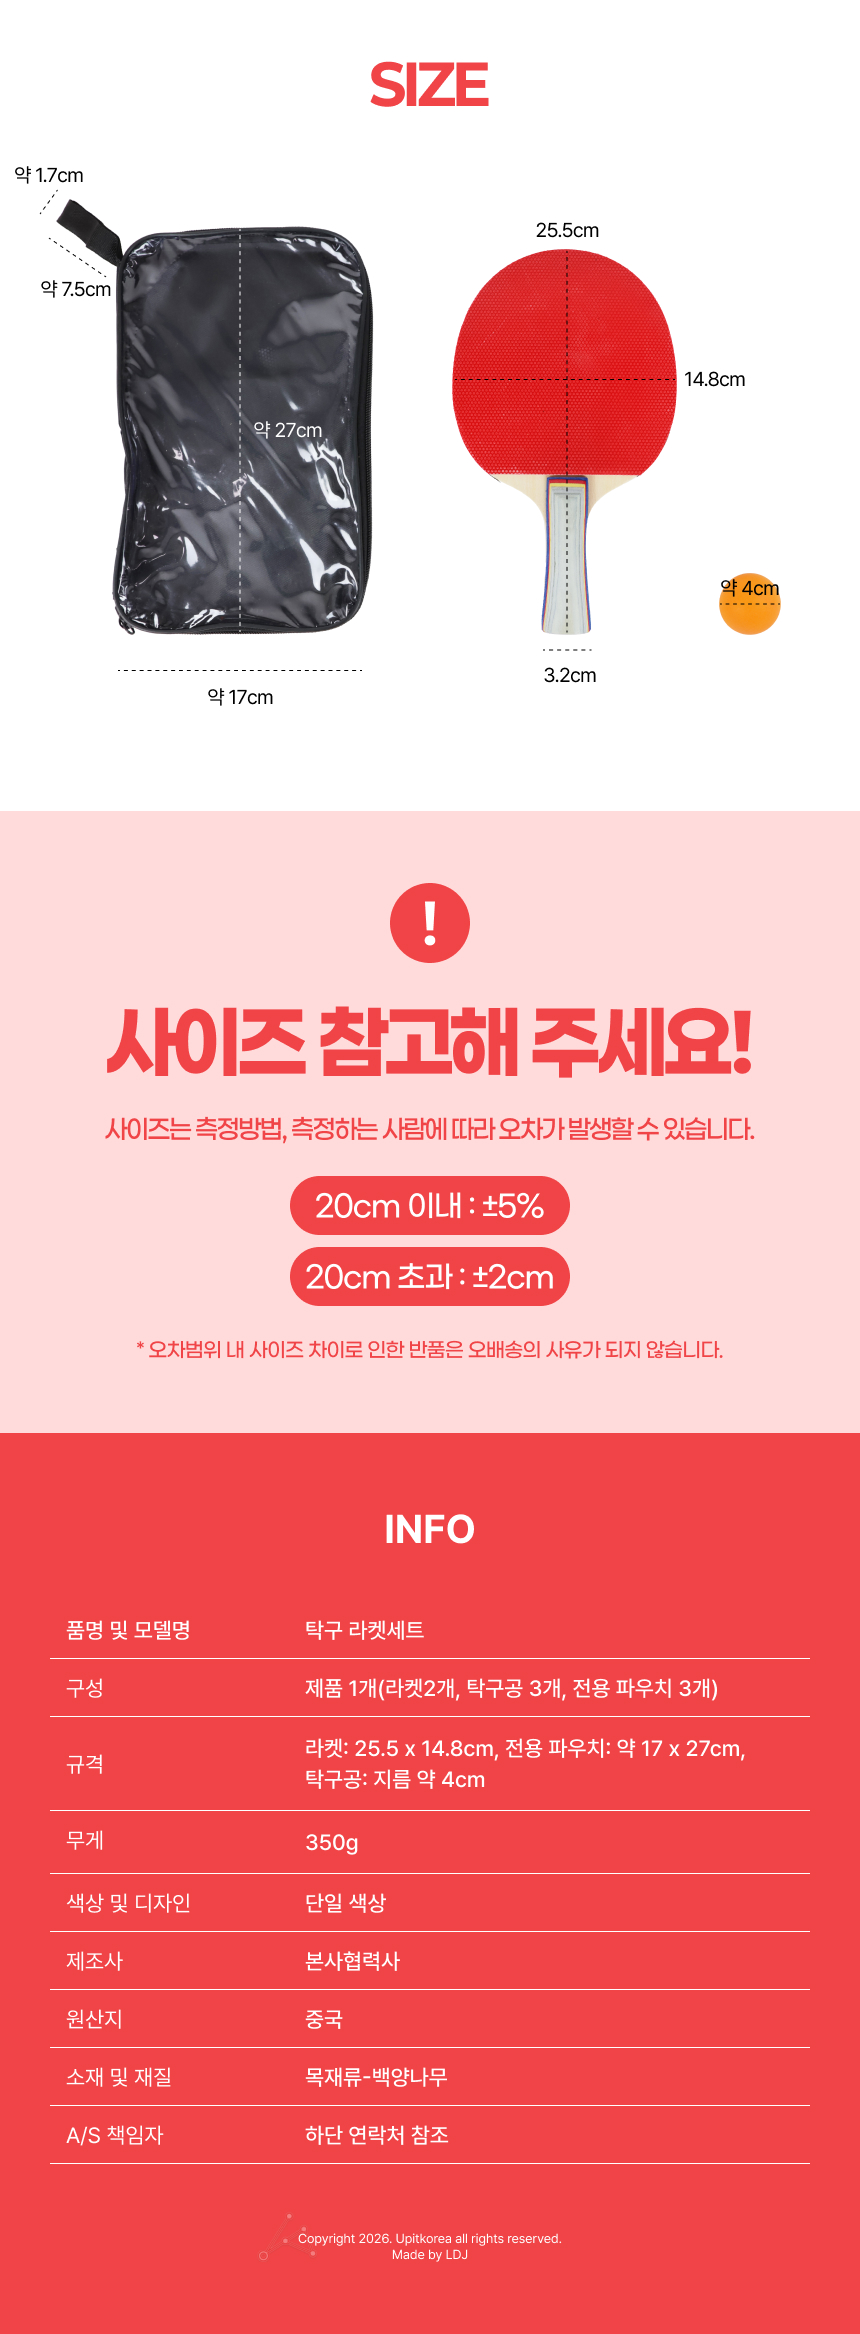 SIZE
약 1.7cm
약 7.5cm
약 27cm
약 17cm
25.5cm
14.8cm
3.2cm
약 4cm
!
사이즈 참고해 주세요!
사이즈는 측정방법, 측정하는 사람에 따라 오차가 발생할 수 있습니다.
20cm 이내 : ±5%
20cm 초과 : ±2cm
* 오차범위 내 사이즈 차이로 인한 반품은 오배송의 사유가 되지 않습니다.
INFO
품명 및 모델명 탁구 라켓세트
구성 제품 1개(라켓2개, 탁구공 3개, 전용 파우치 3개)
규격 라켓: 25.5 x 14.8cm, 전용 파우치: 약 17 x 27cm,
탁구공: 지름 약 4cm
무게 350g
색상 및 디자인 단일 색상
제조사 본사협력사
원산지 중국
소재 및 재질 목재류-백양나무
A/S 책임자 하단 연락처 참조
Copyright 2026. Upitkorea all rights reserved.
Made by LDJ